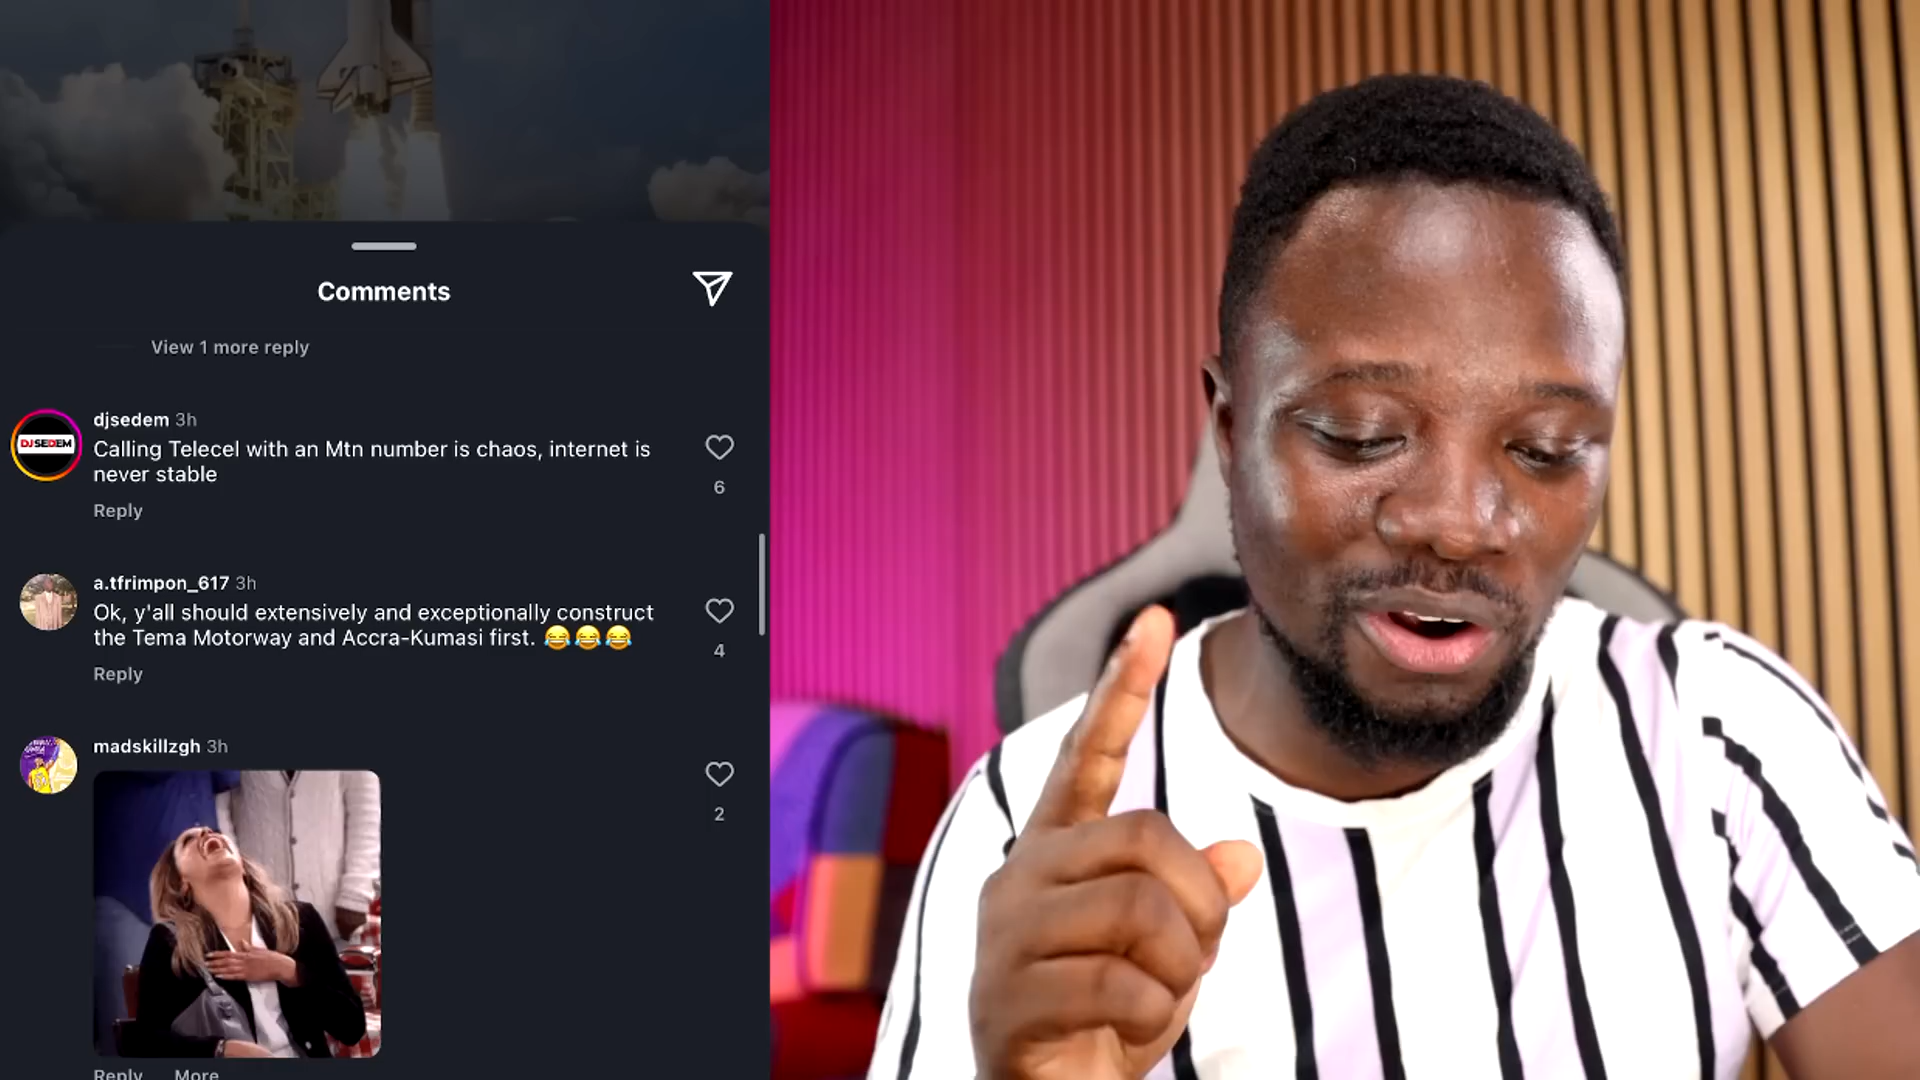 Comments
View 1 more reply
djsedem 3h
DJSEDEM
Calling Telecel with an Mtn number is chaos, internet is
never stable
6
Reply
a.tfrimpon_617 3h
Ok, y'all should extensively and exceptionally construct
the Tema Motorway and Accra-Kumasi first. 😂😂😂
4
Reply
madskillzgh 3h
2
Reply More